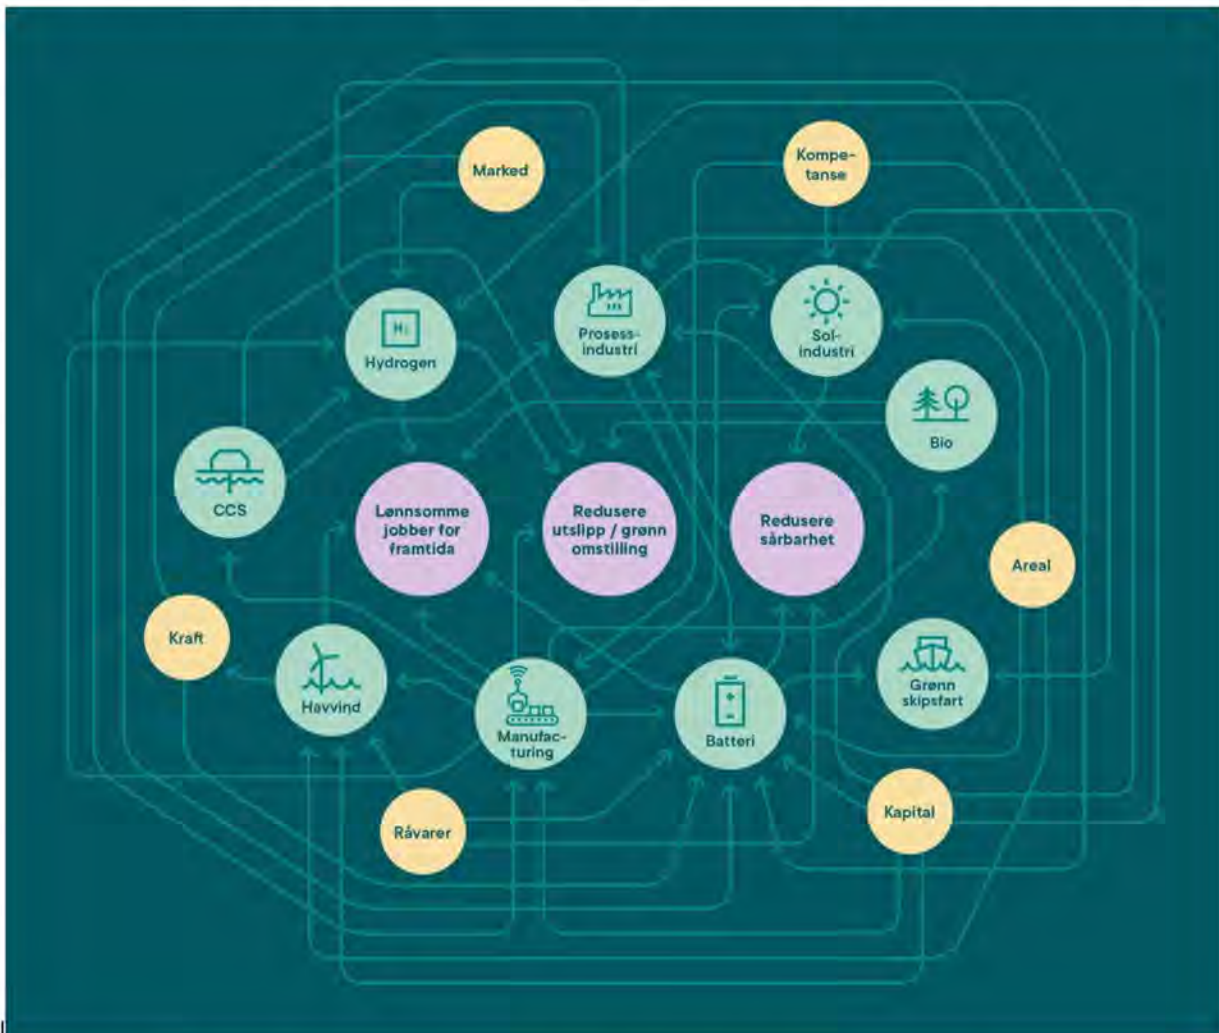 Marked
Kompe-
tanse
H₂
Hydrogen
Prosess-
industri
Sol-
industri
Bio
CCS
Lønnsomme
jobber for
framtida
Redusere
utslipp / grønn
omstilling
Redusere
sårbarhet
Areal
Kraft
Havvind
Manufac-
turing
Batteri
Grønn
skipsfart
Råvarer
Kapital